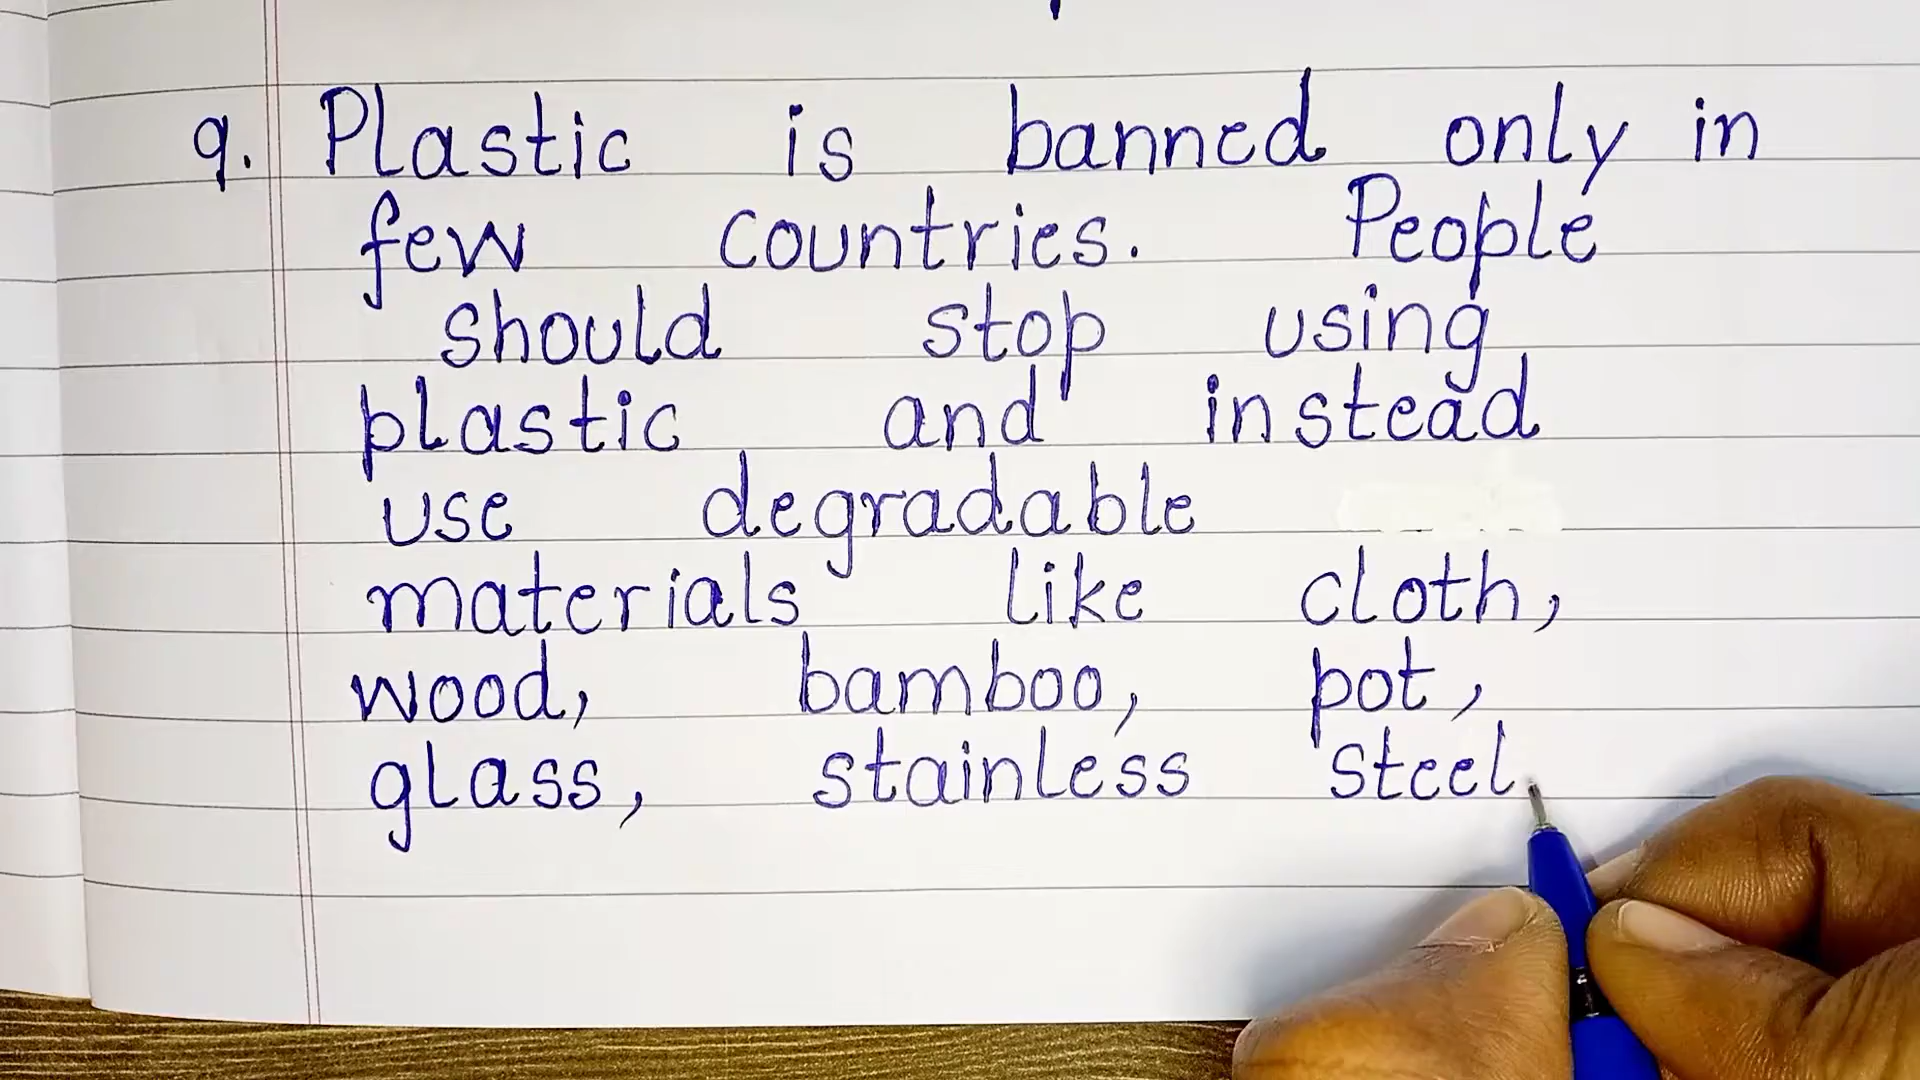 9. Plastic is banned only in
few countries. People
should stop using
plastic and instead
use degradable
materials like cloth,
wood, bamboo, pot,
glass, stainless steel.